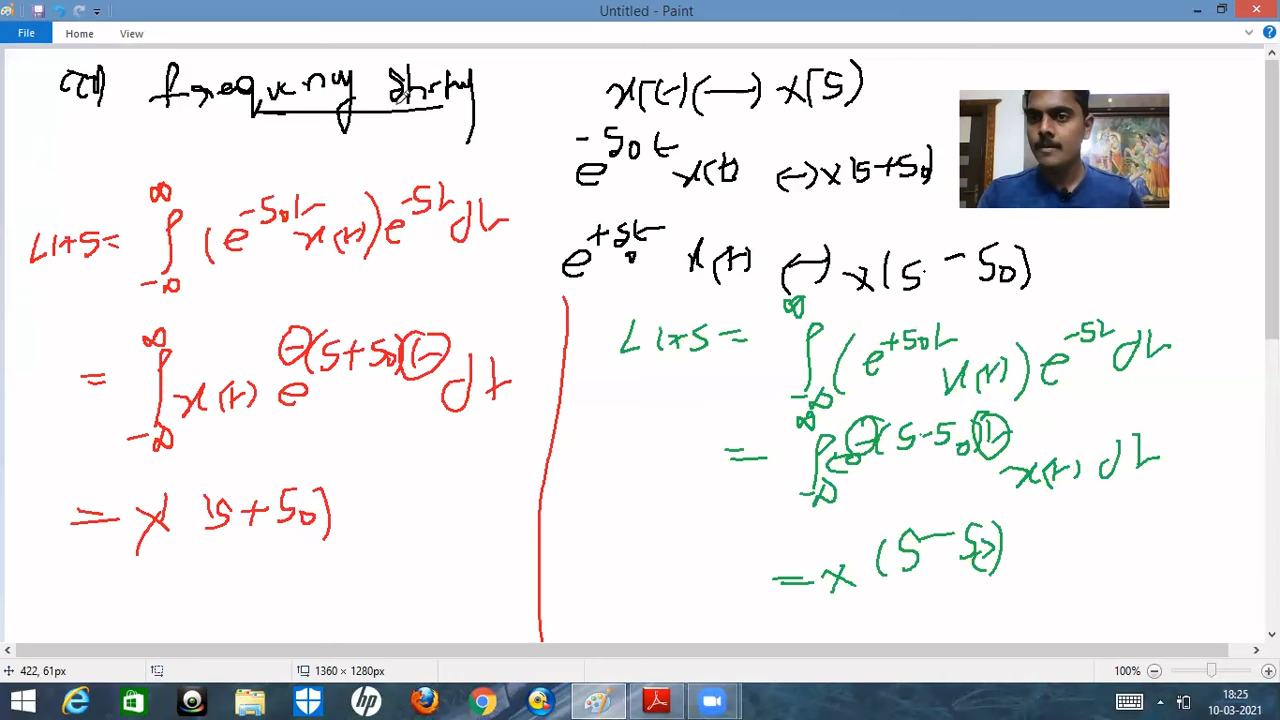 Untitled - Paint
File Home View
frequency shifting
x(t) ⟷ X(s)
e^{-s₀t} x(t) ⟷ X(s+s₀)
e^{+s₀t} x(t) ⟷ X(s-s₀)
= ∫_{-∞}^{∞} (e^{-s₀t} x(t)) e^{-st} dt
= ∫_{-∞}^{∞} x(t) e^{-(s+s₀)t} dt
= X(s+s₀)
= ∫_{-∞}^{∞} (e^{+s₀t} x(t)) e^{-st} dt
= ∫_{-∞}^{∞} e^{-(s-s₀)t} x(t) dt
= X(s-s₀)
422, 61px 1360 × 1280px 100%
18:25
10-03-2021